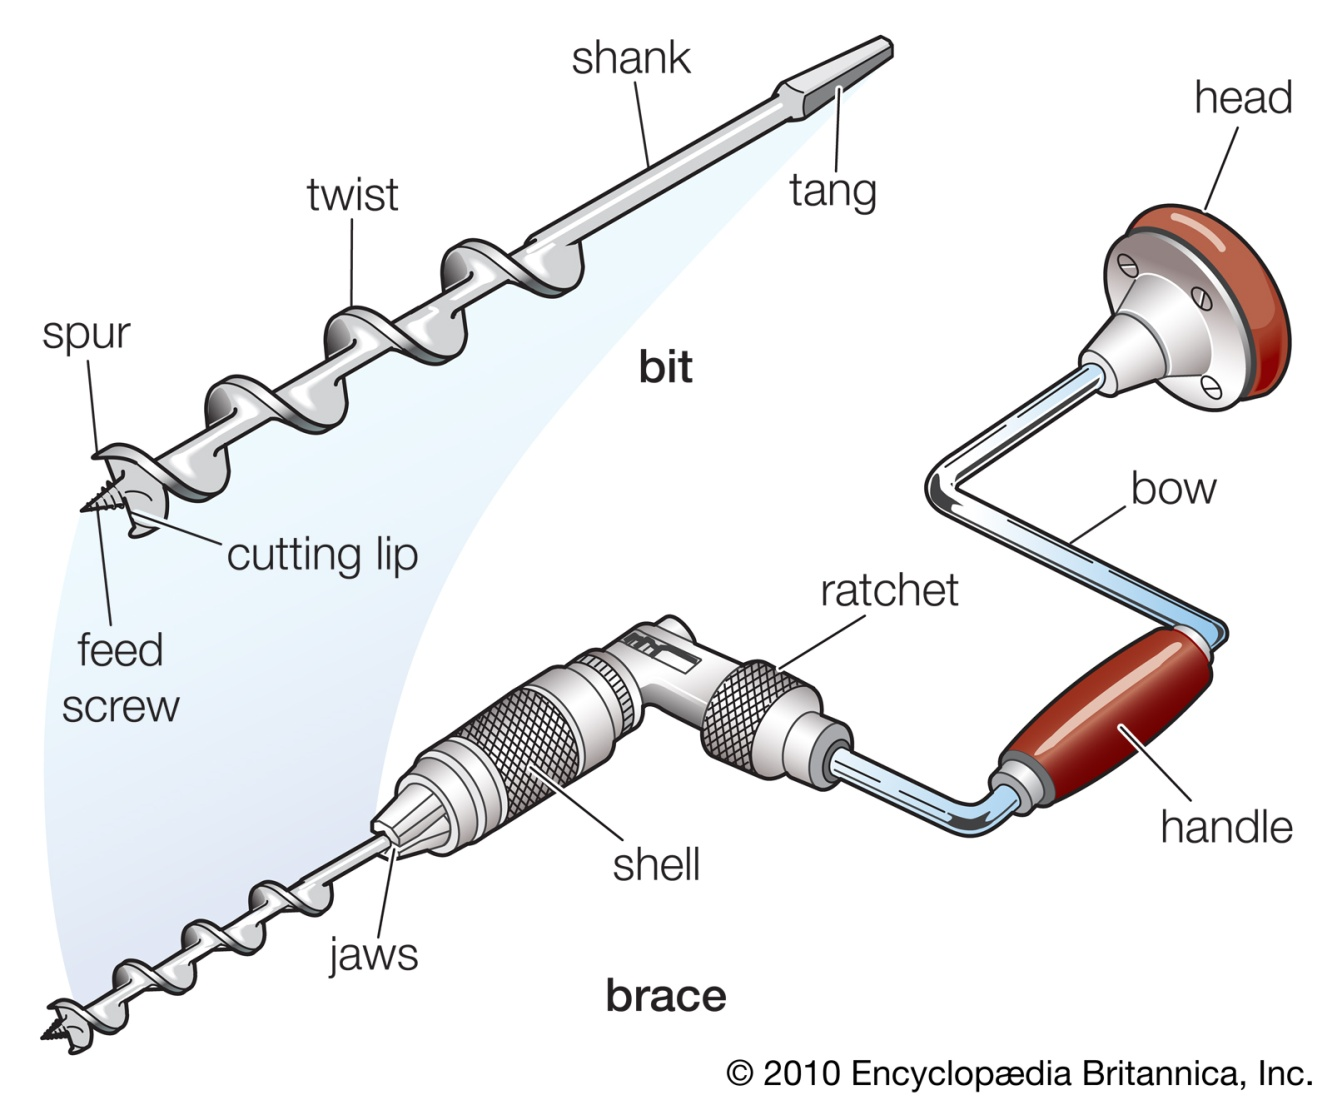 shank
head
tang
twist
spur
bit
bow
cutting lip
ratchet
feed
screw
handle
shell
jaws
brace
© 2010 Encyclopædia Britannica, Inc.